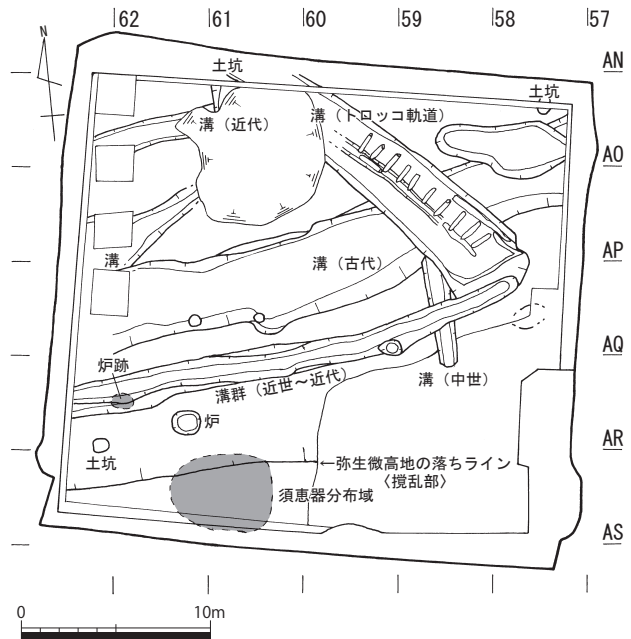 62 61 60 59 58 57
N
AN
土坑
土坑
溝（近代）
溝（トロッコ軌道）
AO
溝
溝（古代）
AP
AQ
炉跡
溝群（近世～近代）
溝（中世）
炉
AR
土坑
←弥生微高地の落ちライン
〈撹乱部〉
須恵器分布域
AS
0 10m